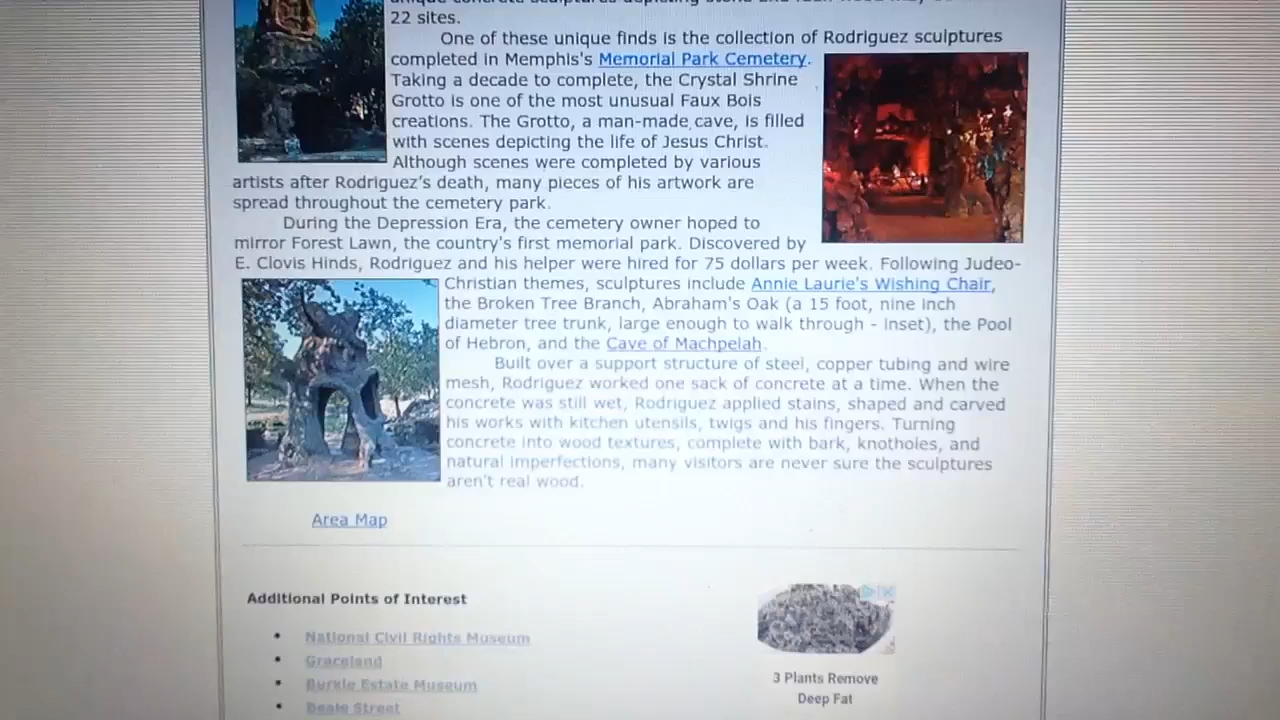 unique concrete sculptures depicting stone and
22 sites.
One of these unique finds is the collection of Rodriguez sculptures
completed in Memphis's Memorial Park Cemetery.
Taking a decade to complete, the Crystal Shrine
Grotto is one of the most unusual Faux Bois
creations. The Grotto, a man-made cave, is filled
with scenes depicting the life of Jesus Christ.
Although scenes were completed by various
artists after Rodriguez's death, many pieces of his artwork are
spread throughout the cemetery park.
During the Depression Era, the cemetery owner hoped to
mirror Forest Lawn, the country's first memorial park. Discovered by
E. Clovis Hinds, Rodriguez and his helper were hired for 75 dollars per week. Following Judeo-
Christian themes, sculptures include Annie Laurie's Wishing Chair,
the Broken Tree Branch, Abraham's Oak (a 15 foot, nine inch
diameter tree trunk, large enough to walk through - inset), the Pool
of Hebron, and the Cave of Machpelah.
Built over a support structure of steel, copper tubing and wire
mesh, Rodriguez worked one sack of concrete at a time. When the
concrete was still wet, Rodriguez applied stains, shaped and carved
his works with kitchen utensils, twigs and his fingers. Turning
concrete into wood textures, complete with bark, knotholes, and
natural imperfections, many visitors are never sure the sculptures
aren't real wood.
Area Map
Additional Points of Interest
• National Civil Rights Museum
• Graceland
• Burkle Estate Museum
• Beale Street
3 Plants Remove
Deep Fat